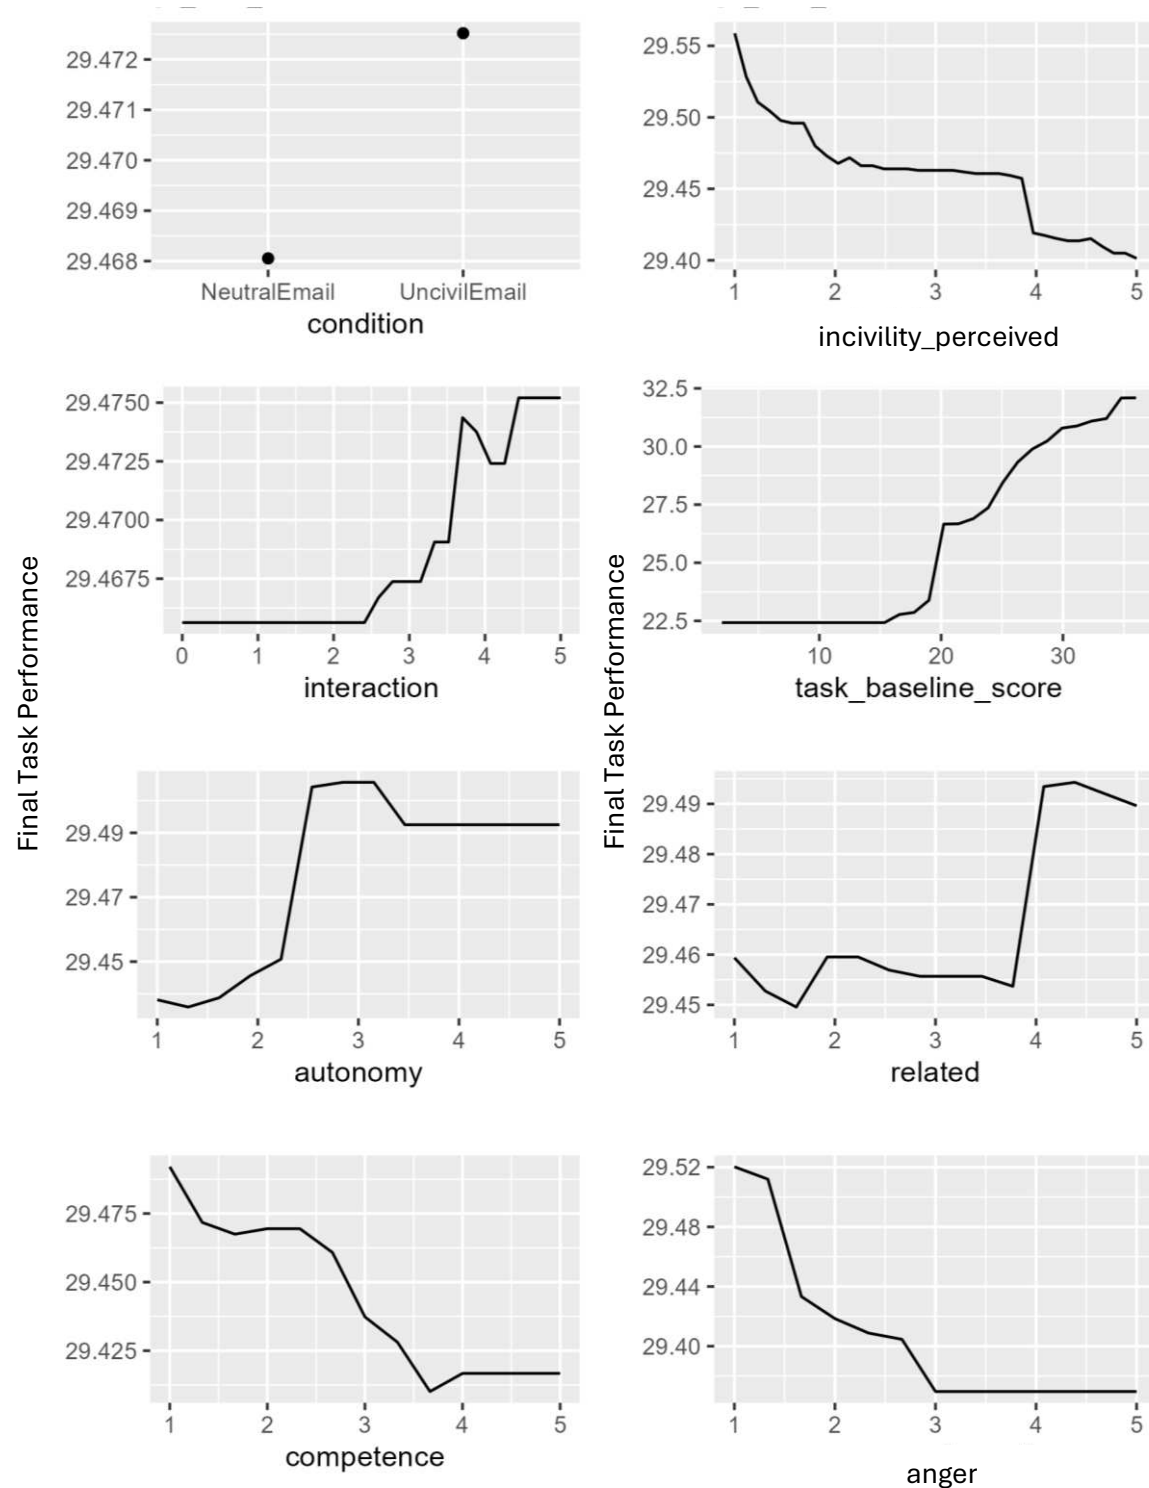 29.472
29.471
29.470
29.469
29.468
NeutralEmail UncivilEmail
condition
29.55
29.50
29.45
29.40
1 2 3 4 5
incivility_perceived
29.4750
29.4725
29.4700
29.4675
0 1 2 3 4 5
interaction
32.5
30.0
27.5
25.0
22.5
10 20 30
task_baseline_score
Final Task Performance
Final Task Performance
29.49
29.47
29.45
1 2 3 4 5
autonomy
29.49
29.48
29.47
29.46
29.45
1 2 3 4 5
related
29.475
29.450
29.425
1 2 3 4 5
competence
29.52
29.48
29.44
29.40
1 2 3 4 5
anger